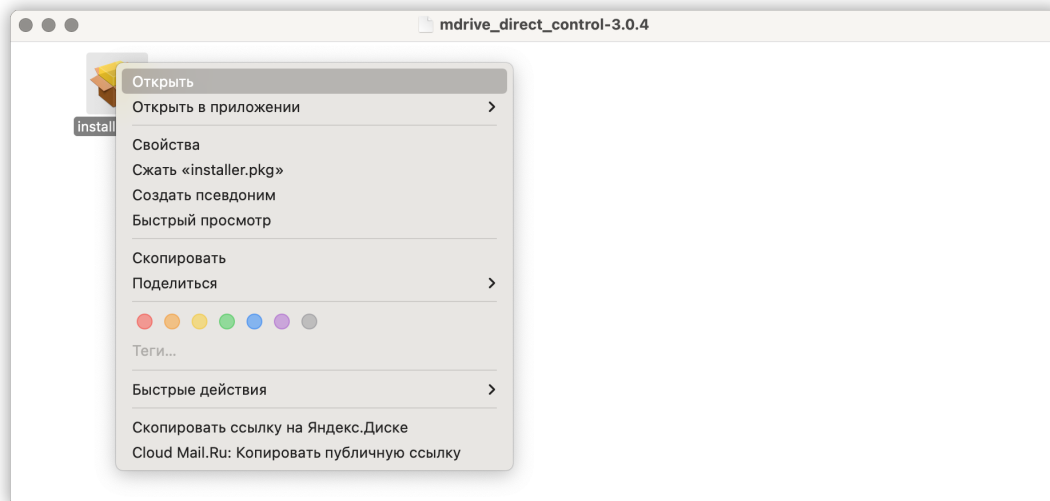 mdrive_direct_control-3.0.4
install
Открыть
Открыть в приложении
Свойства
Сжать «installer.pkg»
Создать псевдоним
Быстрый просмотр
Скопировать
Поделиться
Теги...
Быстрые действия
Скопировать ссылку на Яндекс.Диске
Cloud Mail.Ru: Копировать публичную ссылку